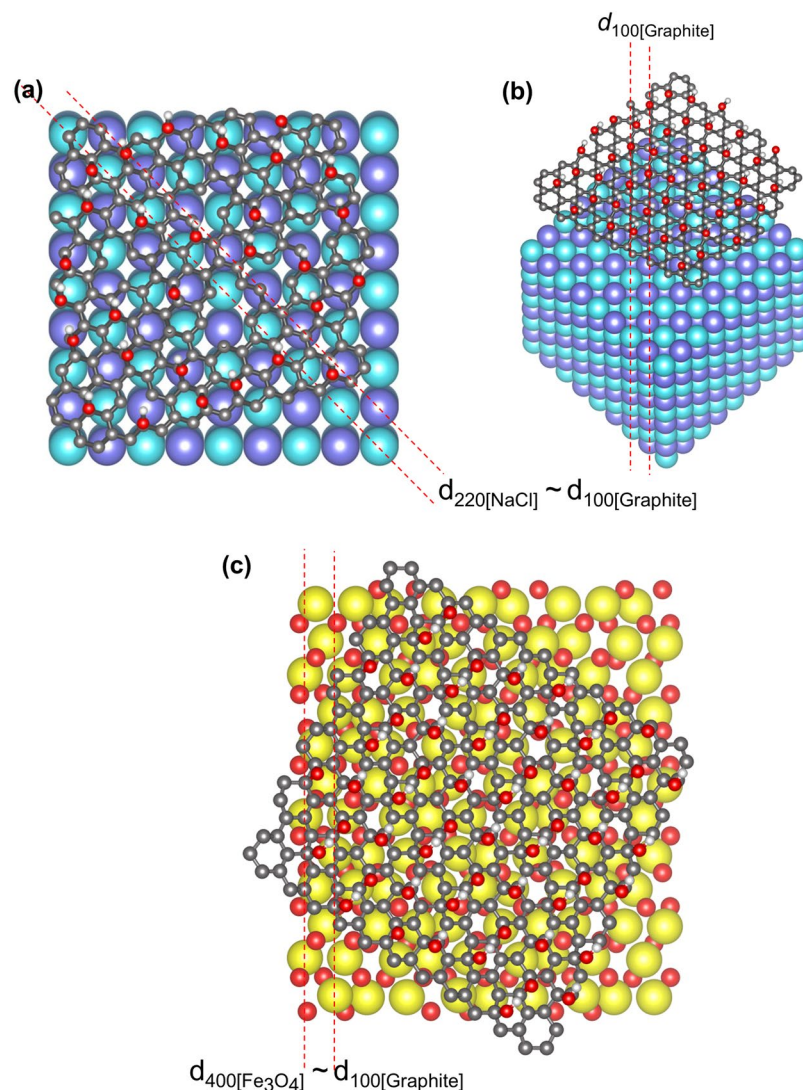 d100[Graphite]
(a)
(b)
d220[NaCl] ~ d100[Graphite]
(c)
d400[Fe3O4] ~ d100[Graphite]